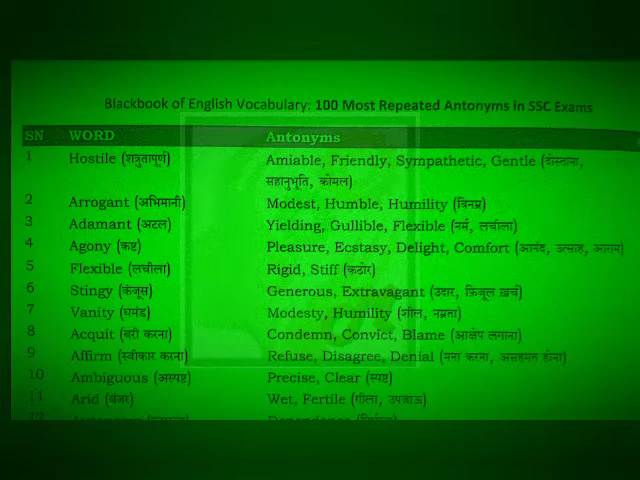 Blackbook of English Vocabulary: 100 Most Repeated Antonyms in SSC Exams
SN WORD Antonyms
1 Hostile (शत्रुतापूर्ण) Amiable, Friendly, Sympathetic, Gentle (दोस्ताना,
सहानुभूति, कोमल)
2 Arrogant (अभिमानी) Modest, Humble, Humility (विनम्र)
3 Adamant (अटल) Yielding, Gullible, Flexible (नर्म, लचीला)
4 Agony (कष्ट) Pleasure, Ecstasy, Delight, Comfort (आनंद, उत्साह, आराम)
5 Flexible (लचीला) Rigid, Stiff (कठोर)
6 Stingy (कंजूस) Generous, Extravagant (उदार, फ़िज़ूल ख़र्च)
7 Vanity (घमंड) Modesty, Humility (शील, नम्रता)
8 Acquit (बरी करना) Condemn, Convict, Blame (आक्षेप लगाना)
9 Affirm (स्वीकार करना) Refuse, Disagree, Denial (मना करना, असहमत होना)
10 Ambiguous (अस्पष्ट) Precise, Clear (स्पष्ट)
11 Arid (बंजर) Wet, Fertile (गीला, उपजाऊ)
12